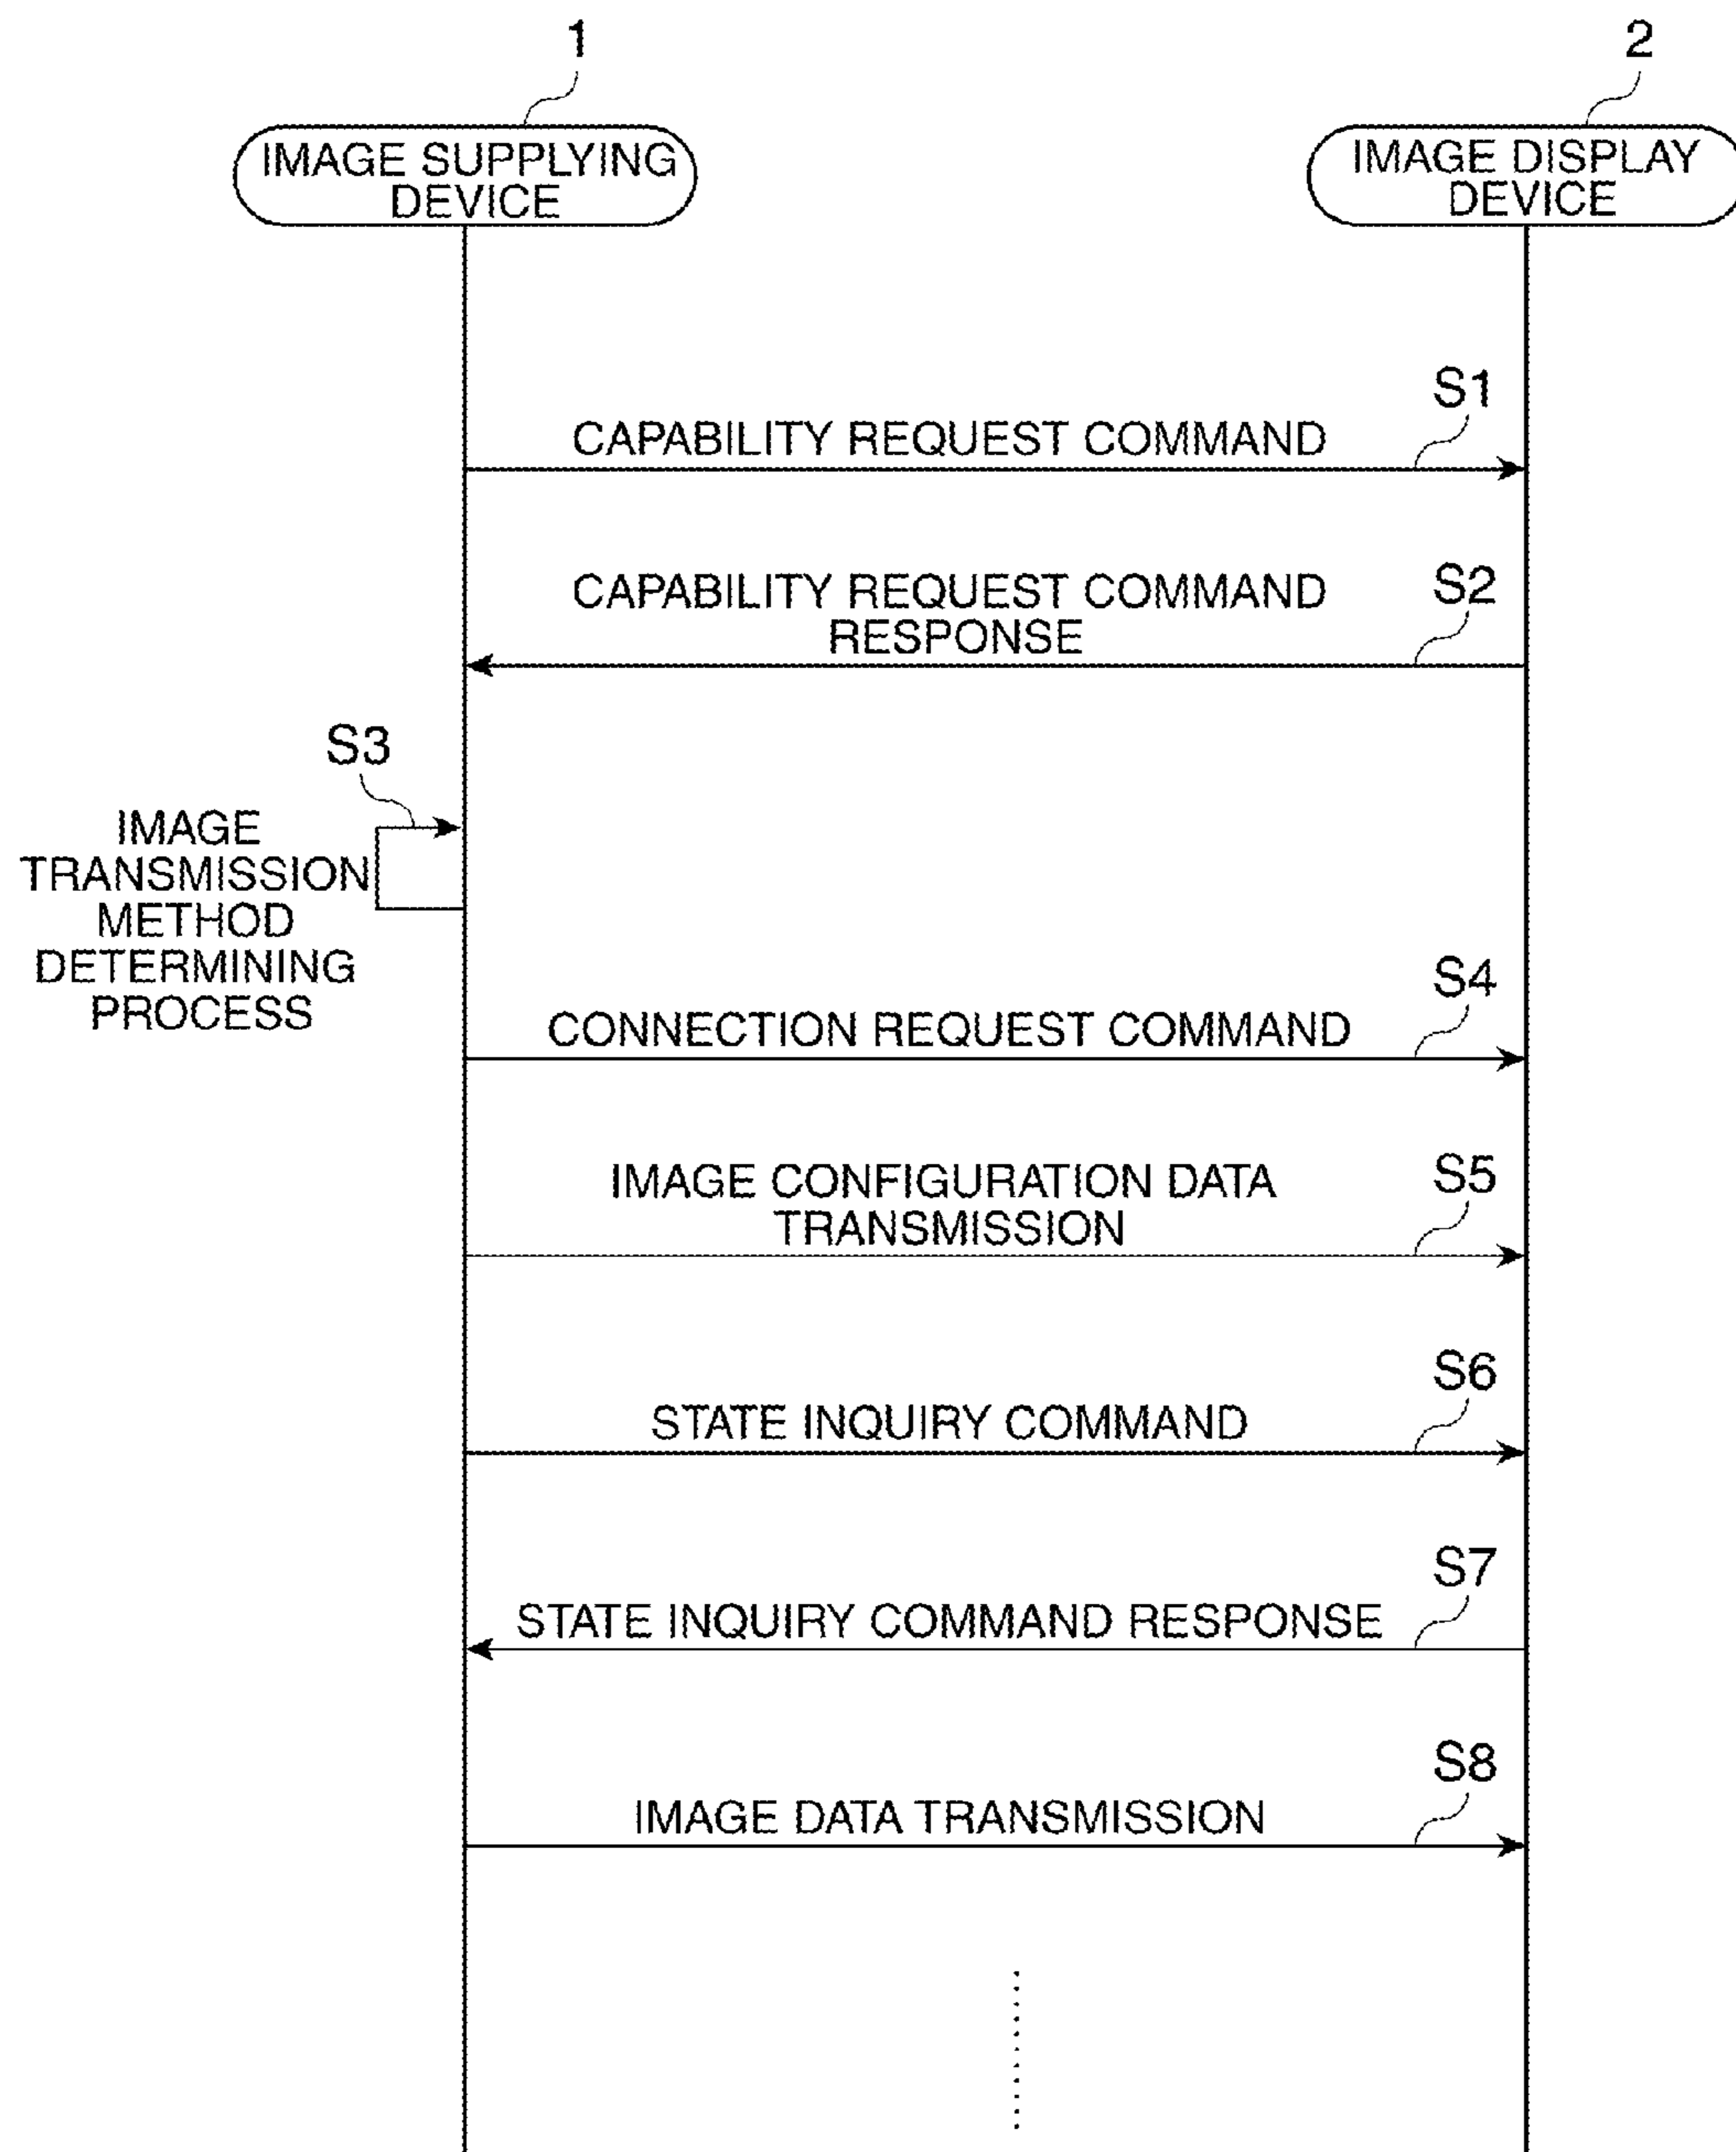 1
2
IMAGE SUPPLYING
DEVICE
IMAGE DISPLAY
DEVICE
S1
CAPABILITY REQUEST COMMAND
S2
CAPABILITY REQUEST COMMAND
RESPONSE
S3
IMAGE
TRANSMISSION
METHOD
DETERMINING
PROCESS
S4
CONNECTION REQUEST COMMAND
S5
IMAGE CONFIGURATION DATA
TRANSMISSION
S6
STATE INQUIRY COMMAND
S7
STATE INQUIRY COMMAND RESPONSE
S8
IMAGE DATA TRANSMISSION